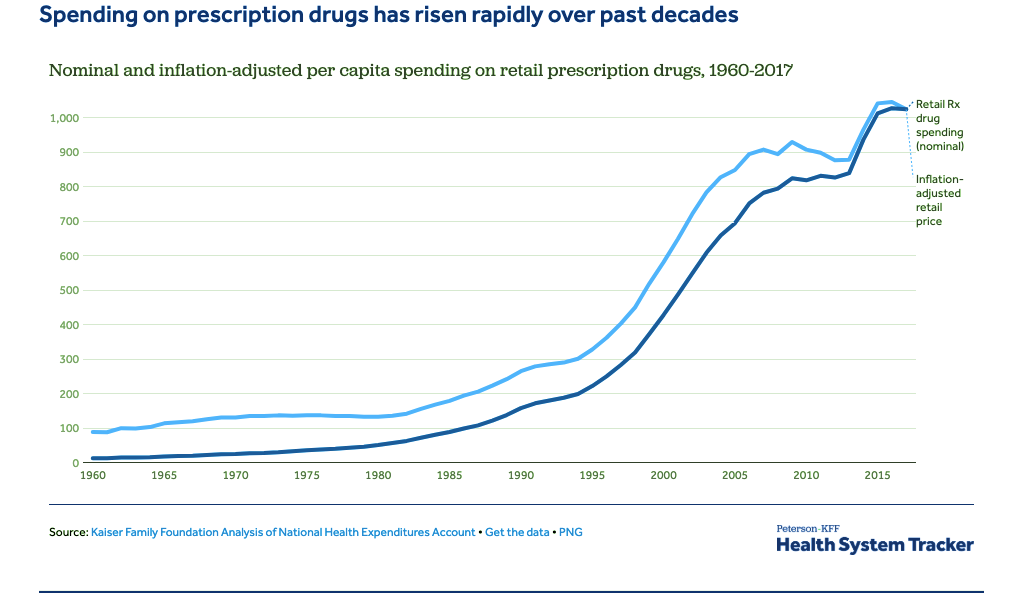 Spending on prescription drugs has risen rapidly over past decades
Nominal and inflation-adjusted per capita spending on retail prescription drugs, 1960-2017
1,000
900
800
700
600
500
400
300
200
100
0
1960 1965 1970 1975 1980 1985 1990 1995 2000 2005 2010 2015
Retail Rx
drug
spending
(nominal)
Inflation-
adjusted
retail
price
Source: Kaiser Family Foundation Analysis of National Health Expenditures Account • Get the data • PNG
Peterson-KFF
Health System Tracker